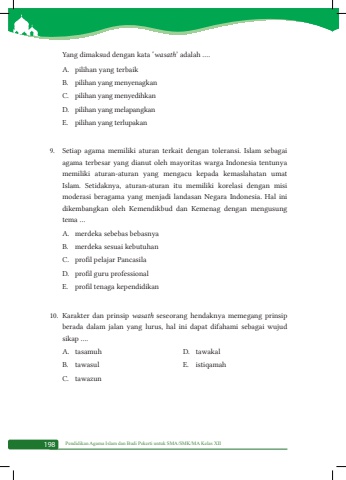 Yang dimaksud dengan kata 'wasath' adalah ....
A. pilihan yang terbaik
B. pilihan yang menyenagkan
C. pilihan yang menyedihkan
D. pilihan yang melapangkan
E. pilihan yang terlupakan
9. Setiap agama memiliki aturan terkait dengan toleransi. Islam sebagai
agama terbesar yang dianut oleh mayoritas warga Indonesia tentunya
memiliki aturan-aturan yang mengacu kepada kemaslahatan umat
Islam. Setidaknya, aturan-aturan itu memiliki korelasi dengan misi
moderasi beragama yang menjadi landasan Negara Indonesia. Hal ini
dikembangkan oleh Kemendikbud dan Kemenag dengan mengusung
tema ...
A. merdeka sebebas bebasnya
B. merdeka sesuai kebutuhan
C. profil pelajar Pancasila
D. profil guru professional
E. profil tenaga kependidikan
10. Karakter dan prinsip wasath seseorang hendaknya memegang prinsip
berada dalam jalan yang lurus, hal ini dapat difahami sebagai wujud
sikap ....
A. tasamuh
B. tawasul
C. tawazun
D. tawakal
E. istiqamah
198 Pendidikan Agama Islam dan Budi Pekerti untuk SMA/SMK/MA Kelas XII